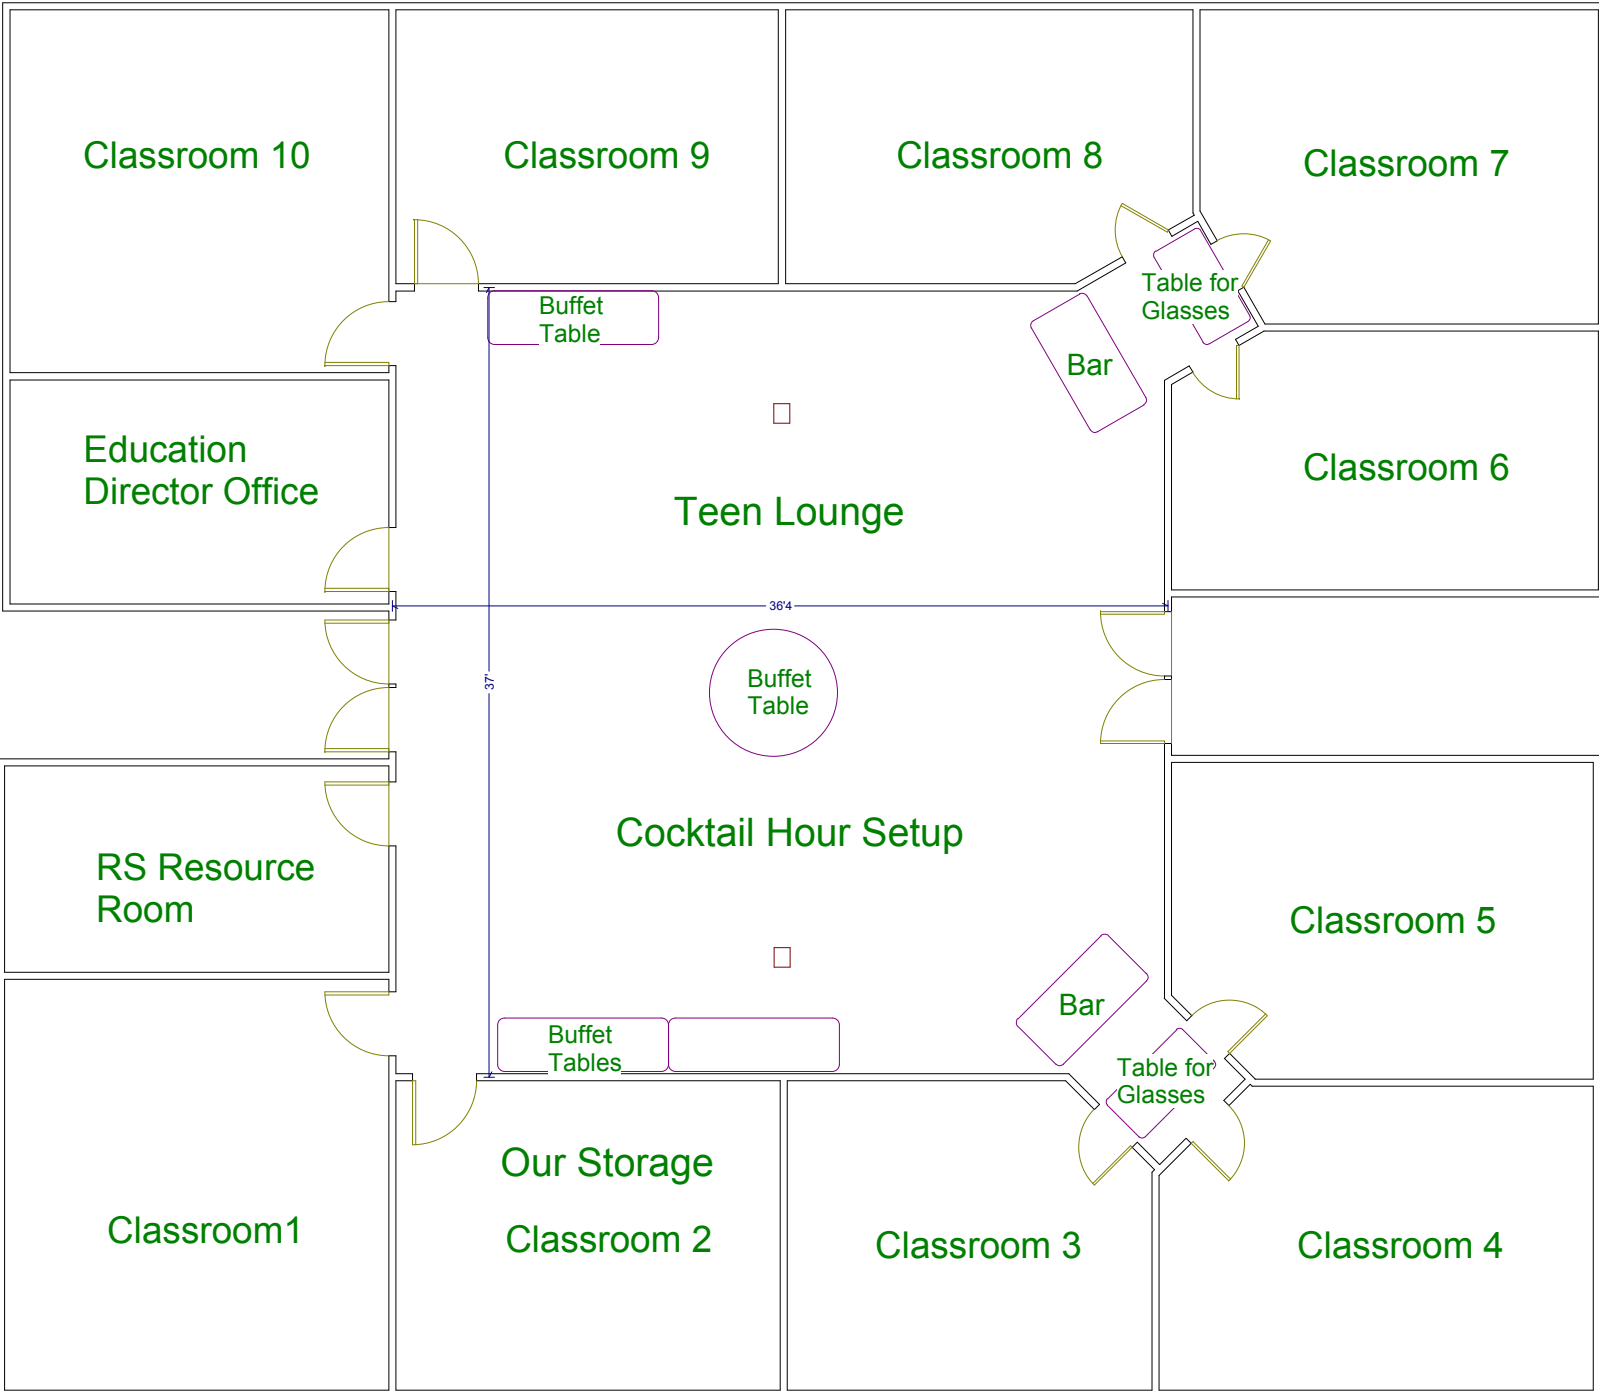 Classroom 10
Classroom 9
Classroom 8
Classroom 7
Table for
Glasses
Buffet
Table
Bar
Education
Director Office
Classroom 6
Teen Lounge
36'4
37'
Buffet
Table
Cocktail Hour Setup
RS Resource
Room
Classroom 5
Bar
Buffet
Tables
Table for
Glasses
Our Storage
Classroom1
Classroom 2
Classroom 3
Classroom 4